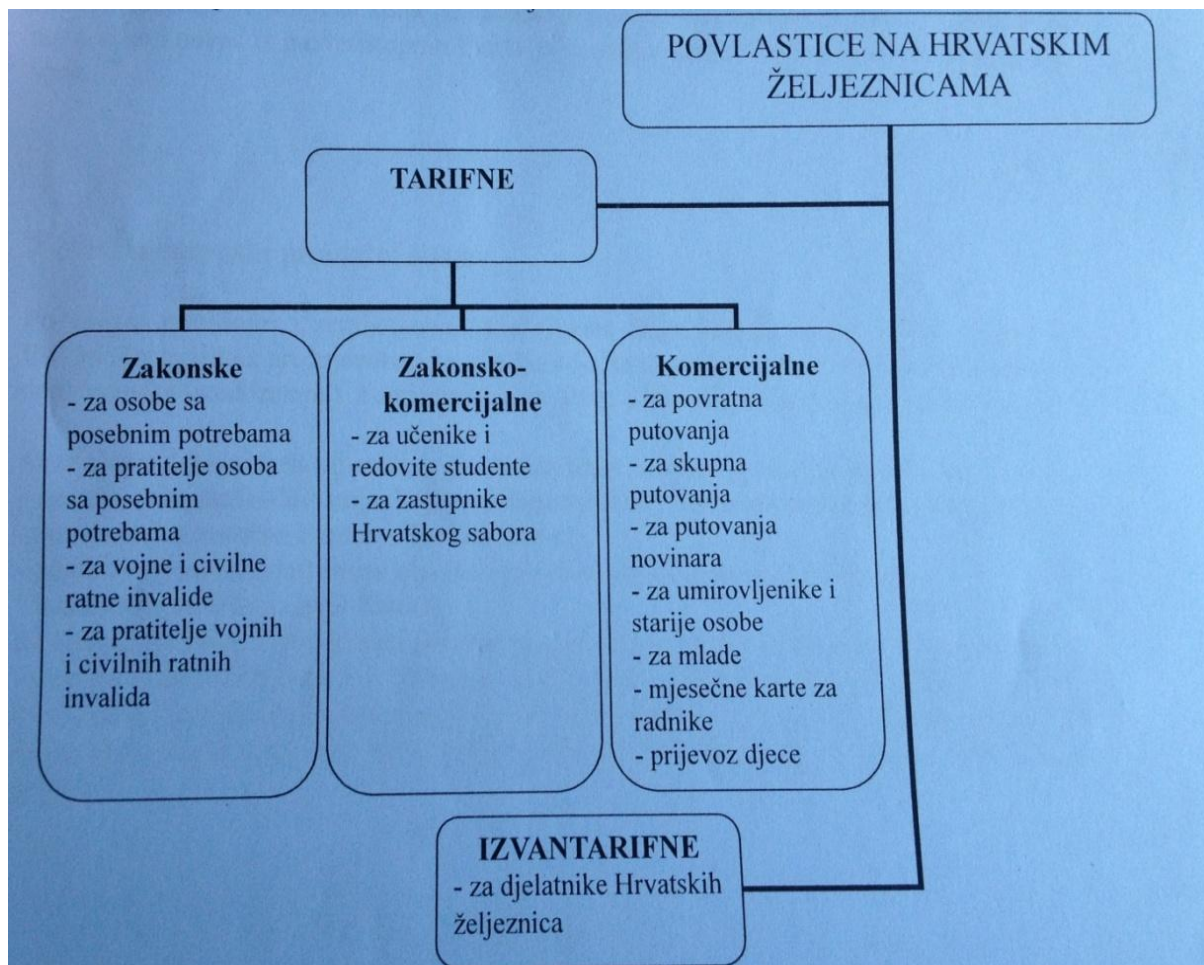 POVLASTICE NA HRVATSKIM
ŽELJEZNICAMA
TARIFNE
Zakonske
- za osobe sa
posebnim potrebama
- za pratitelje osoba
sa posebnim
potrebama
- za vojne i civilne
ratne invalide
- za pratitelje vojnih
i civilnih ratnih
invalida
Zakonsko-
komercijalne
- za učenike i
redovite studente
- za zastupnike
Hrvatskog sabora
Komercijalne
- za povratna
putovanja
- za skupna
putovanja
- za putovanja
novinara
- za umirovljenike i
starije osobe
- za mlade
- mjesečne karte za
radnike
- prijevoz djece
IZVANTARIFNE
- za djelatnike Hrvatskih
željeznica